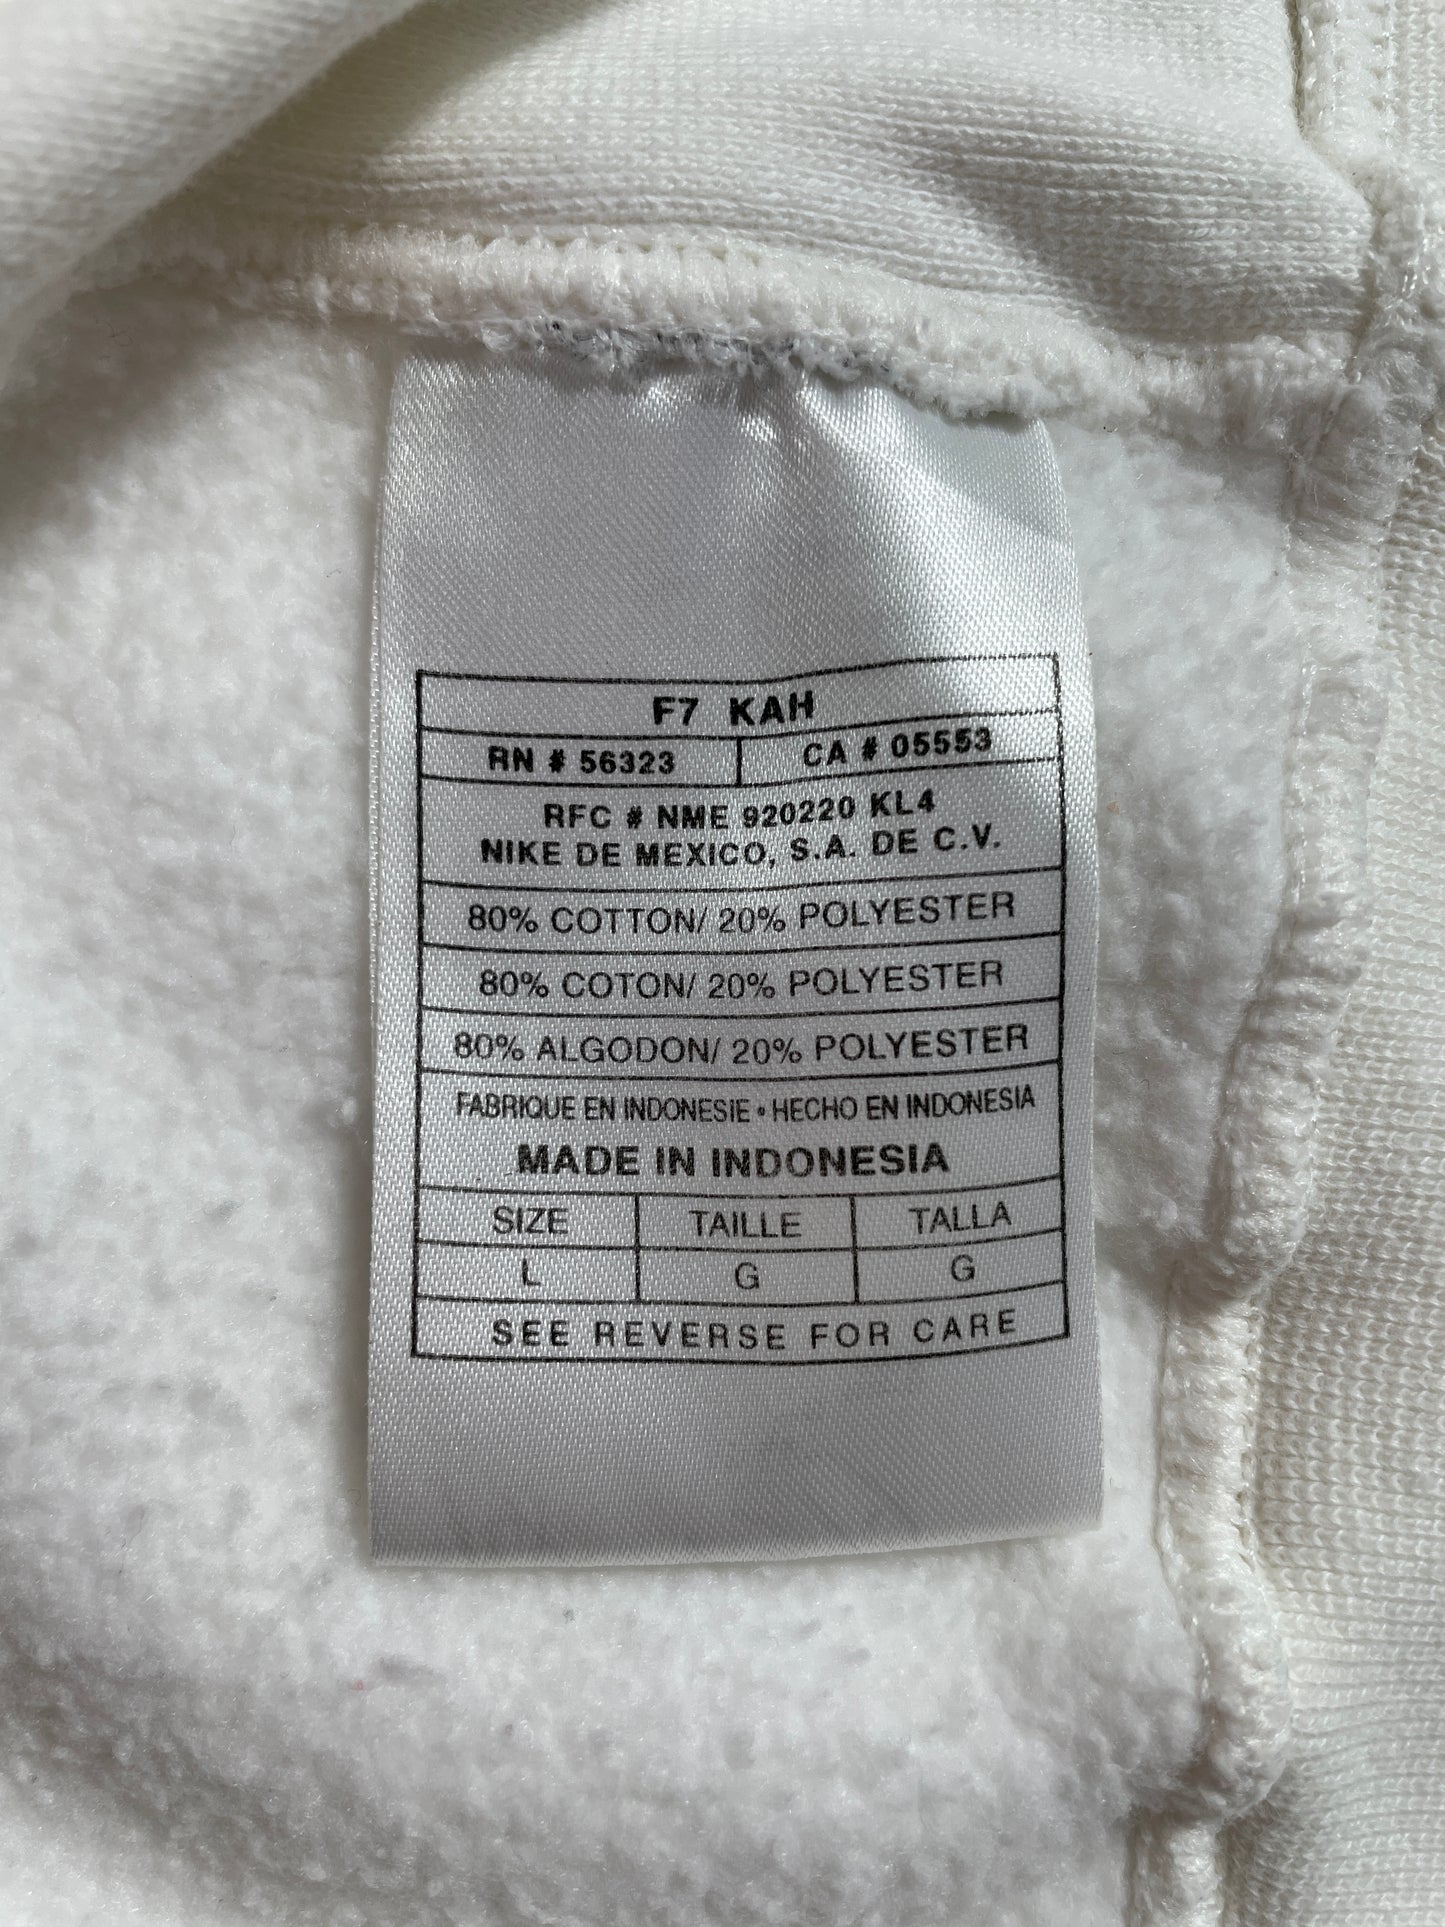 F7 KAH
RN # 56323 CA # 05553
RFC # NME 920220 KL4
NIKE DE MEXICO, S.A. DE C.V.
80% COTTON/ 20% POLYESTER
80% COTON/ 20% POLYESTER
80% ALGODON/ 20% POLYESTER
FABRIQUE EN INDONESIE • HECHO EN INDONESIA
MADE IN INDONESIA
SIZE TAILLE TALLA
L G G
SEE REVERSE FOR CARE